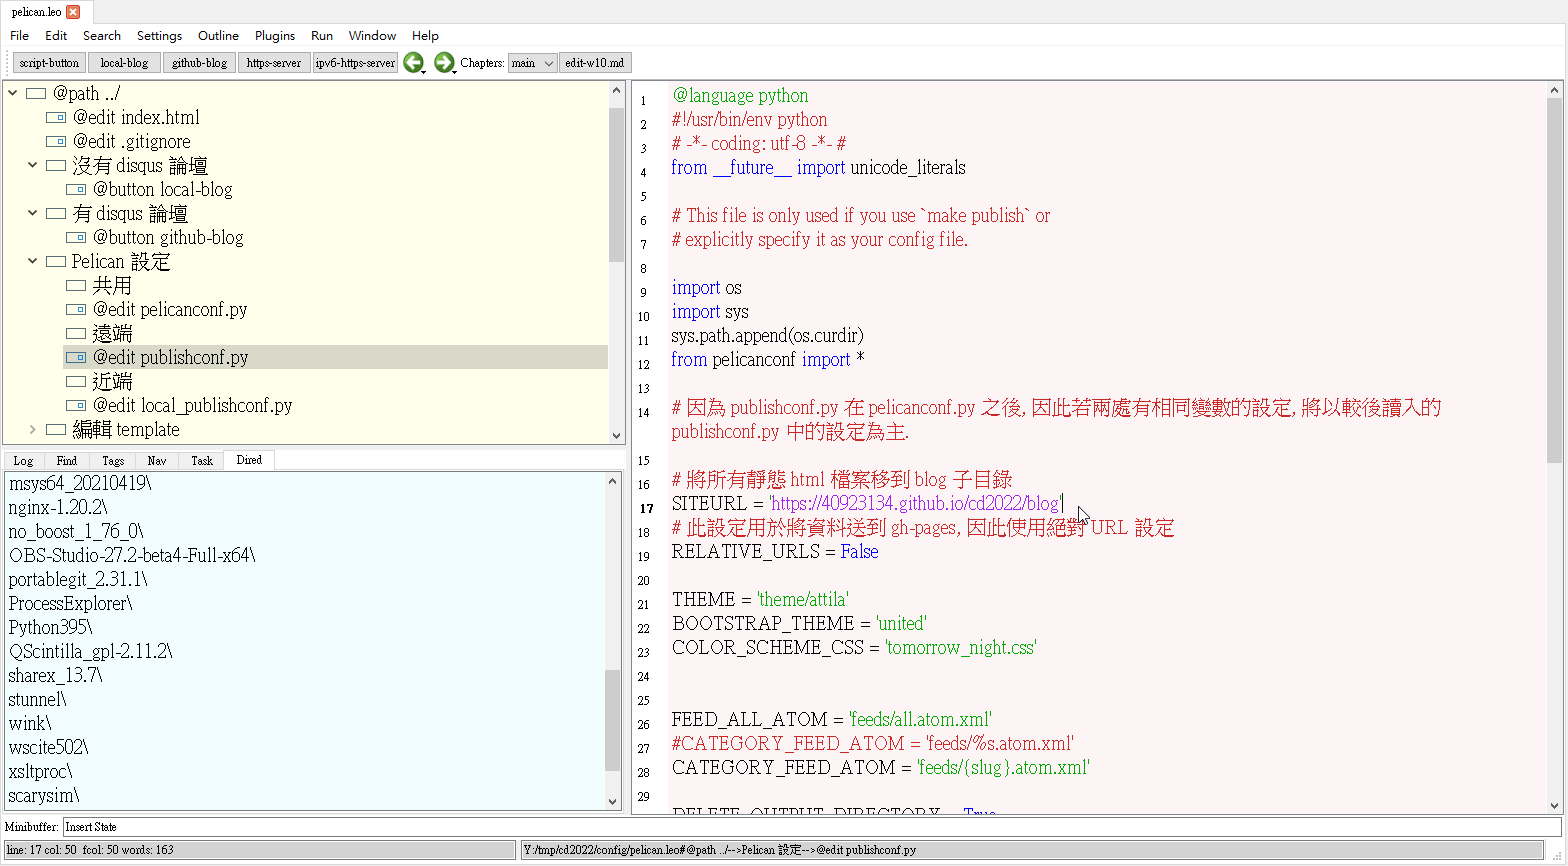 pelican.leo
File Edit Search Settings Outline Plugins Run Window Help
script-button local-blog github-blog https-server ipv6-https-server Chapters: main edit-w10.md
@path ../
@edit index.html
@edit .gitignore
沒有 disqus 論壇
@button local-blog
有 disqus 論壇
@button github-blog
Pelican 設定
共用
@edit pelicanconf.py
遠端
@edit publishconf.py
近端
@edit local_publishconf.py
編輯 template
Log Find Tags Nav Task Dired
msys64_20210419\
nginx-1.20.2\
no_boost_1_76_0\
OBS-Studio-27.2-beta4-Full-x64\
portablegit_2.31.1\
ProcessExplorer\
Python395\
QScintilla_gpl-2.11.2\
sharex_13.7\
stunnel\
wink\
wscite502\
xsltproc\
scarysim\
1 @language python
2 #!/usr/bin/env python
3 # -*- coding: utf-8 -*- #
4 from __future__ import unicode_literals
5
6 # This file is only used if you use `make publish` or
7 # explicitly specify it as your config file.
8
9 import os
10 import sys
11 sys.path.append(os.curdir)
12 from pelicanconf import *
13
14 # 因為 publishconf.py 在 pelicanconf.py 之後, 因此若兩處有相同變數的設定, 將以較後讀入的
publishconf.py 中的設定為主.
15
16 # 將所有靜態 html 檔案移到 blog 子目錄
17 SITEURL = 'https://40923134.github.io/cd2022/blog'
18 # 此設定用於將資料送到 gh-pages, 因此使用絕對 URL 設定
19 RELATIVE_URLS = False
20
21 THEME = 'theme/attila'
22 BOOTSTRAP_THEME = 'united'
23 COLOR_SCHEME_CSS = 'tomorrow_night.css'
24
25
26 FEED_ALL_ATOM = 'feeds/all.atom.xml'
27 #CATEGORY_FEED_ATOM = 'feeds/%s.atom.xml'
28 CATEGORY_FEED_ATOM = 'feeds/{slug}.atom.xml'
29
DELETE_OUTPUT_DIRECTORY = True
Minibuffer: Insert State
line: 17 col: 50 fcol: 50 words: 163
Y:/tmp/cd2022/config/pelican.leo#@path ../-->Pelican 設定-->@edit publishconf.py